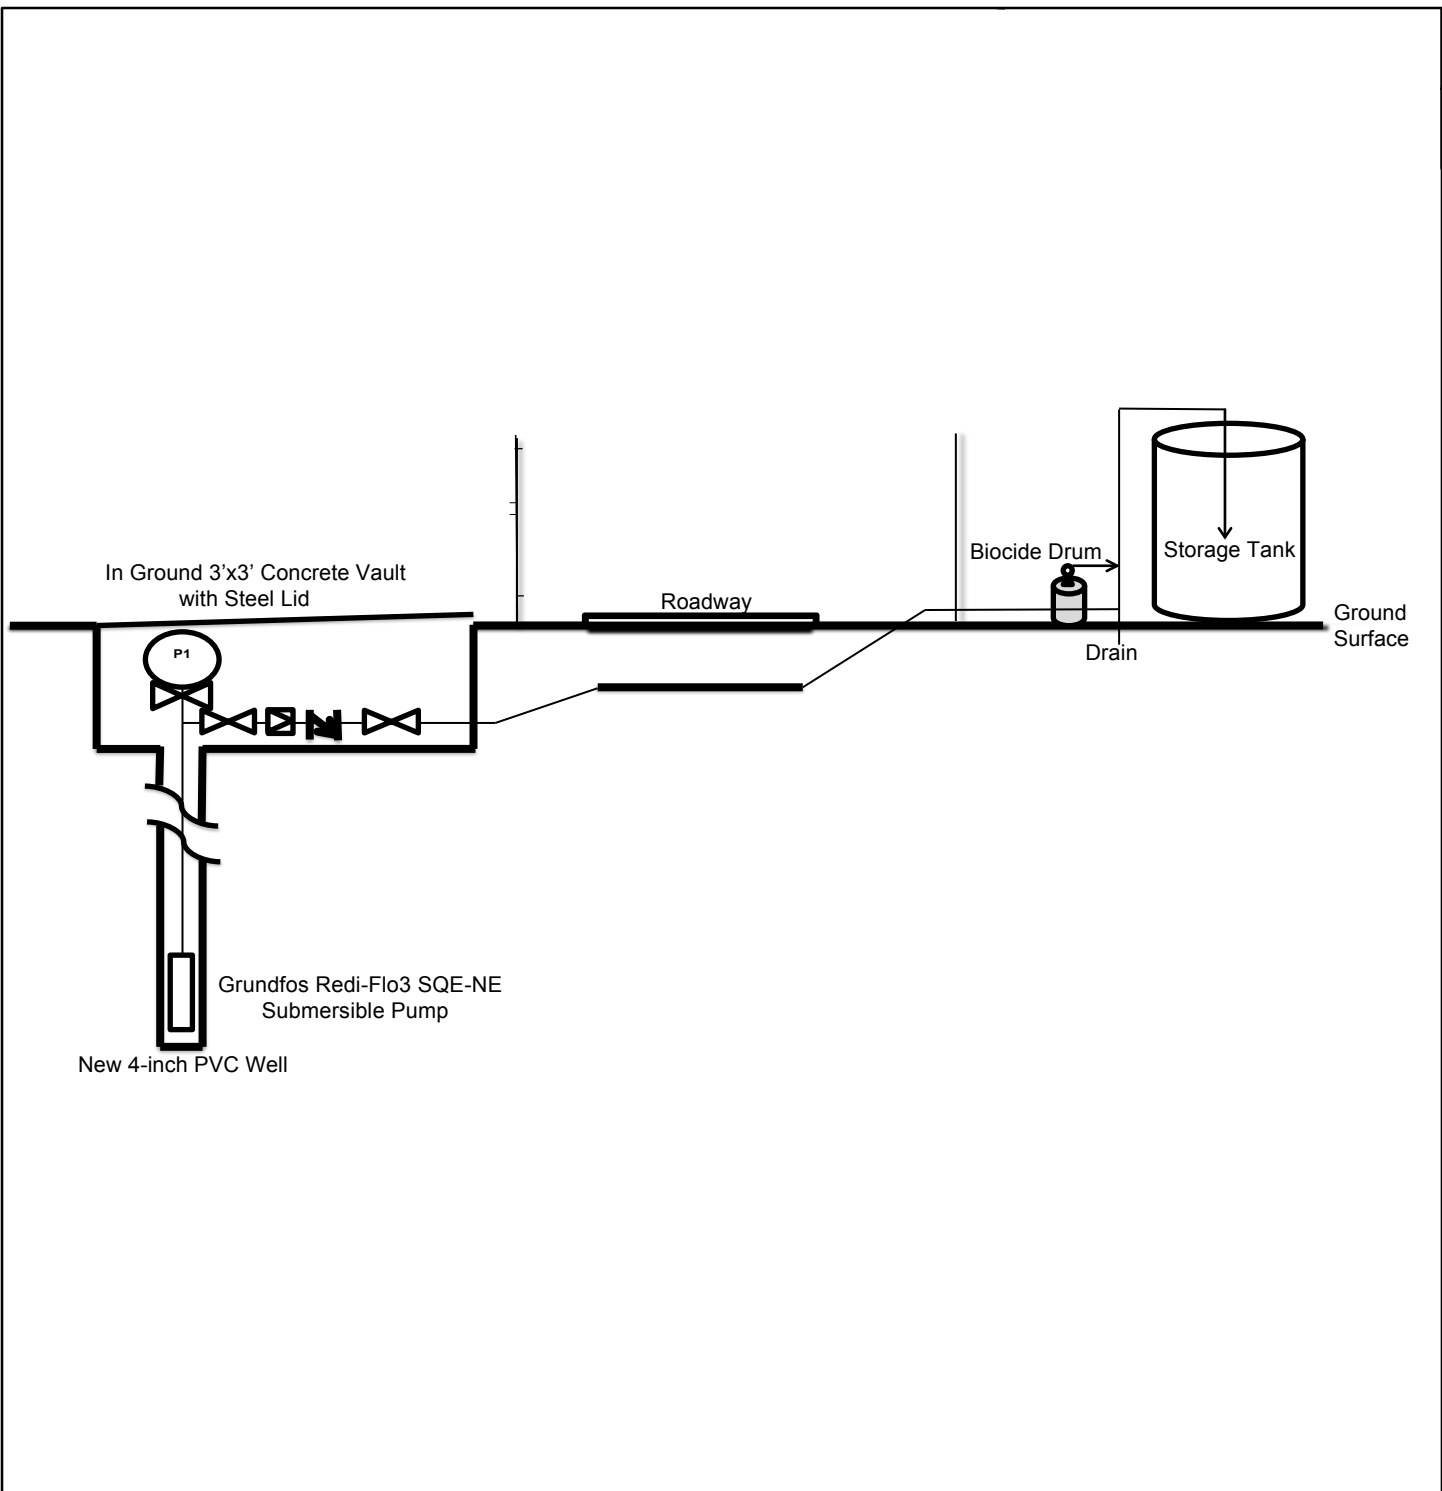 Biocide Drum
Storage Tank
In Ground 3’x3’ Concrete Vault
with Steel Lid
Roadway
Ground
Surface
P1
Drain
Grundfos Redi-Flo3 SQE-NE
Submersible Pump
New 4-inch PVC Well